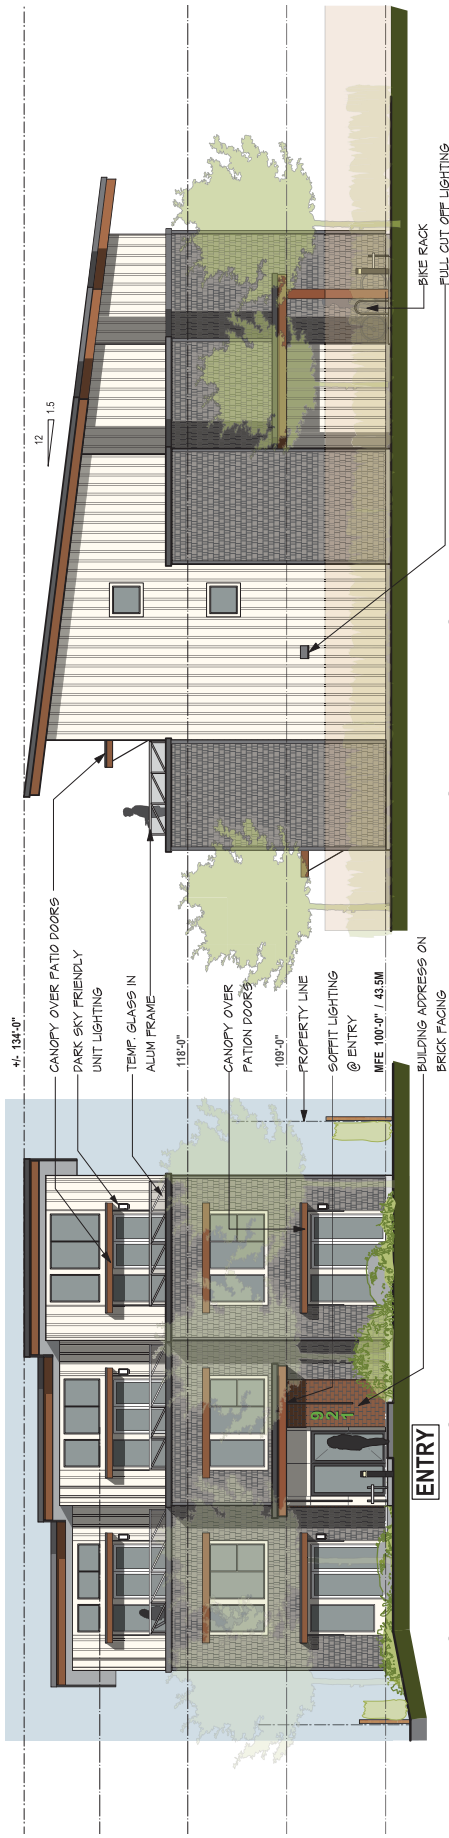 +/- 134'-0"
CANOPY OVER PATIO DOORS
DARK SKY FRIENDLY
UNIT LIGHTING
TEMP. GLASS IN
ALUM FRAME
118'-0"
CANOPY OVER
PATION DOORS
109'-0"
PROPERTY LINE
SOFFIT LIGHTING
@ ENTRY
MFE 100'-0" / 43.5M
BUILDING ADDRESS ON
BRICK FACING
921
ENTRY
12
1.5
BIKE RACK
FULL CUT OFF LIGHTING